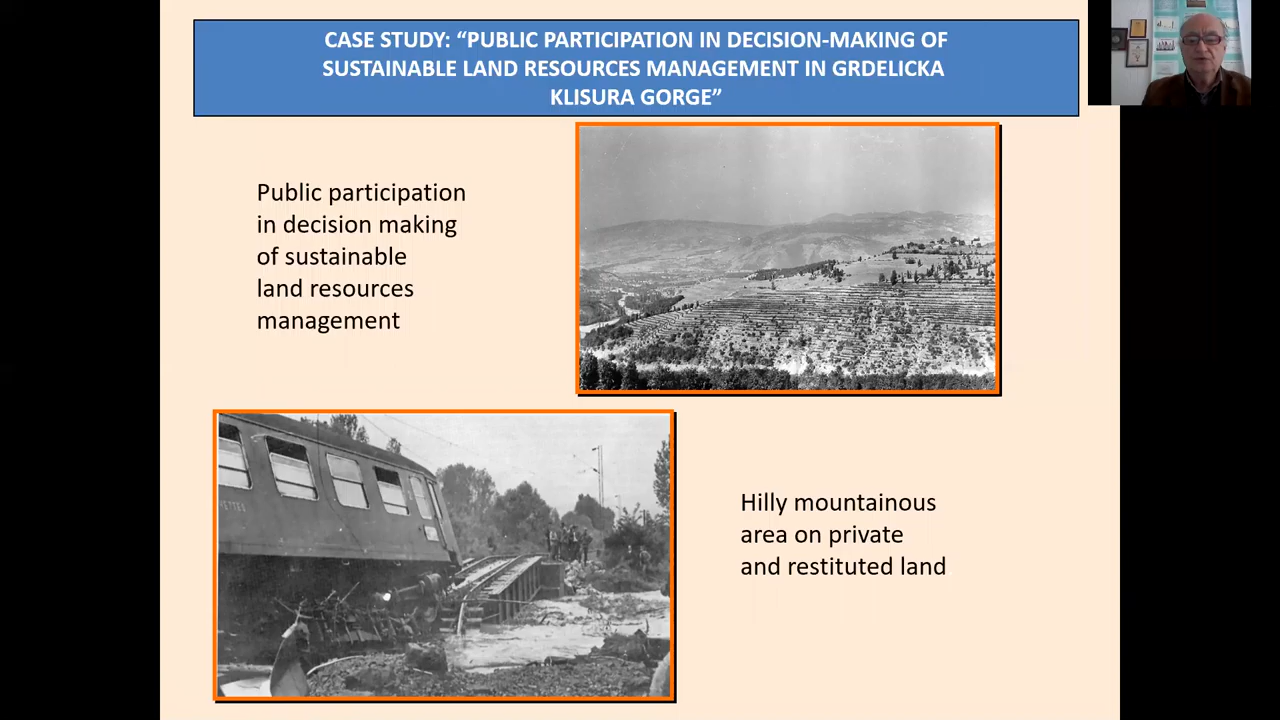 CASE STUDY: “PUBLIC PARTICIPATION IN DECISION-MAKING OF
SUSTAINABLE LAND RESOURCES MANAGEMENT IN GRDELICKA
KLISURA GORGE”
Public participation
in decision making
of sustainable
land resources
management
Hilly mountainous
area on private
and restituted land